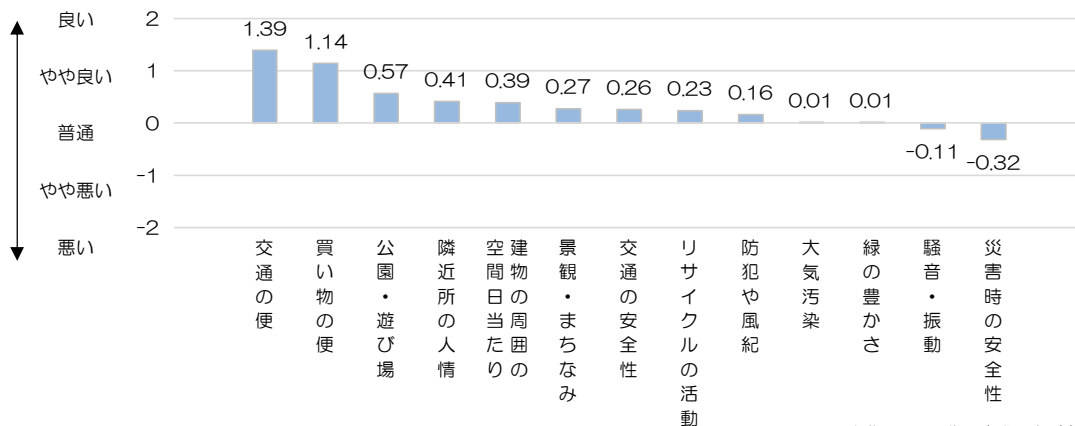 良い
やや良い
普通
やや悪い
悪い
2
1
0
-1
-2
1.39
1.14
0.57
0.41
0.39
0.27
0.26
0.23
0.16
0.01
0.01
-0.11
-0.32
交通の便
買い物の便
公園・遊び場
隣近所の人情
建物の周囲の
空間日当たり
景観・まちなみ
交通の安全性
リサイクルの活動
防犯や風紀
大気汚染
緑の豊かさ
騒音・振動
災害時の安全性